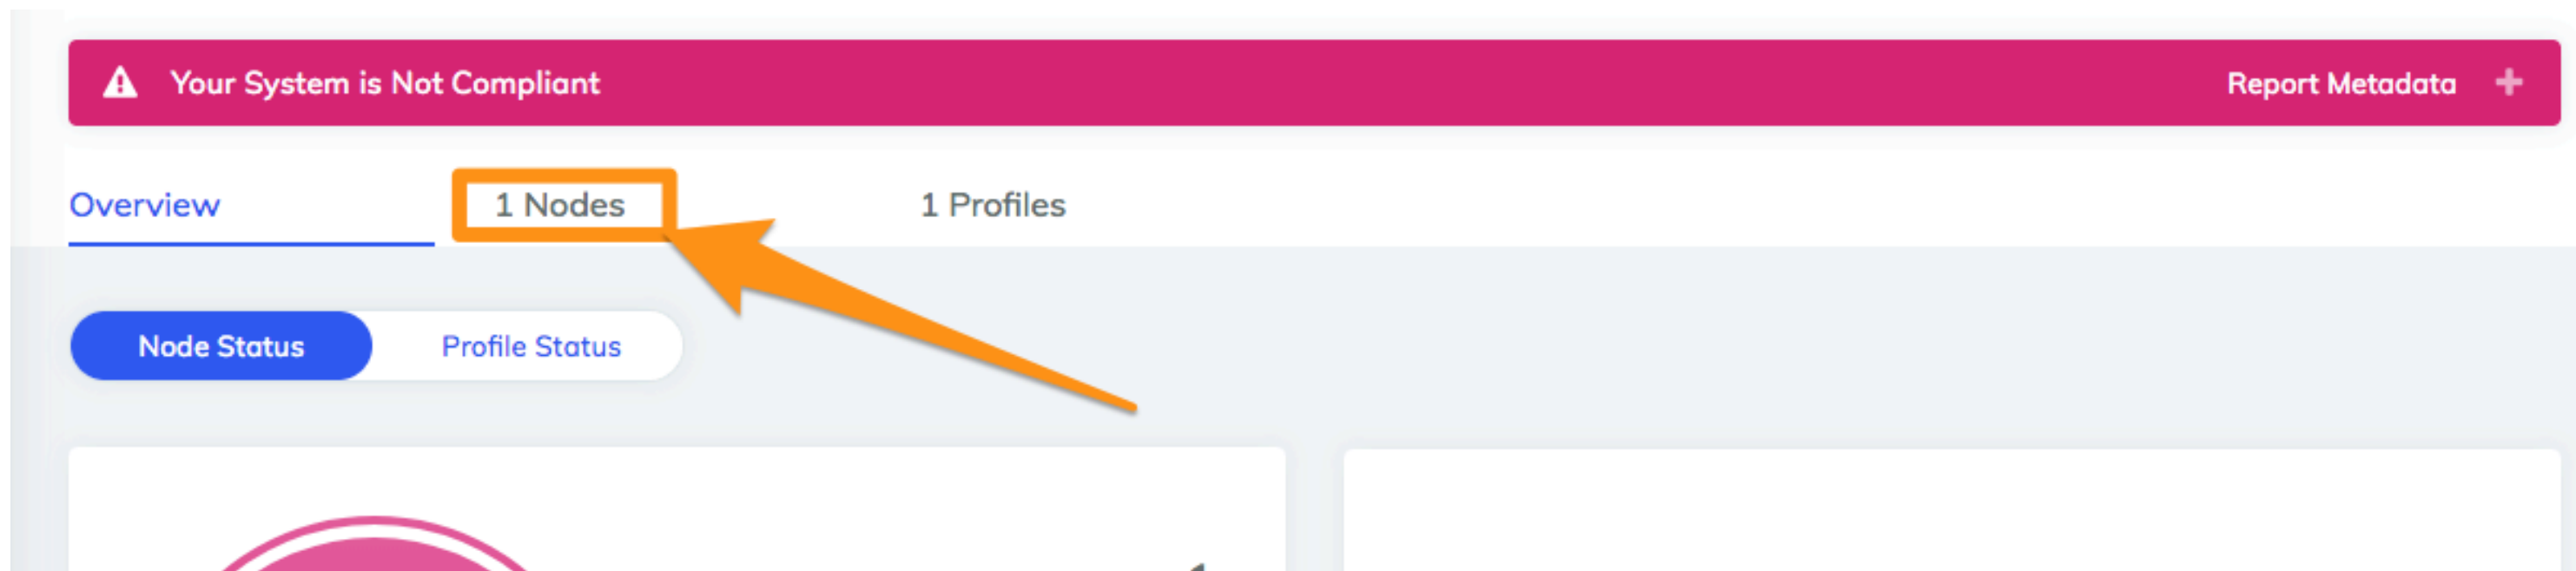 Your System is Not Compliant
Report Metadata +
Overview
1 Nodes
1 Profiles
Node Status
Profile Status